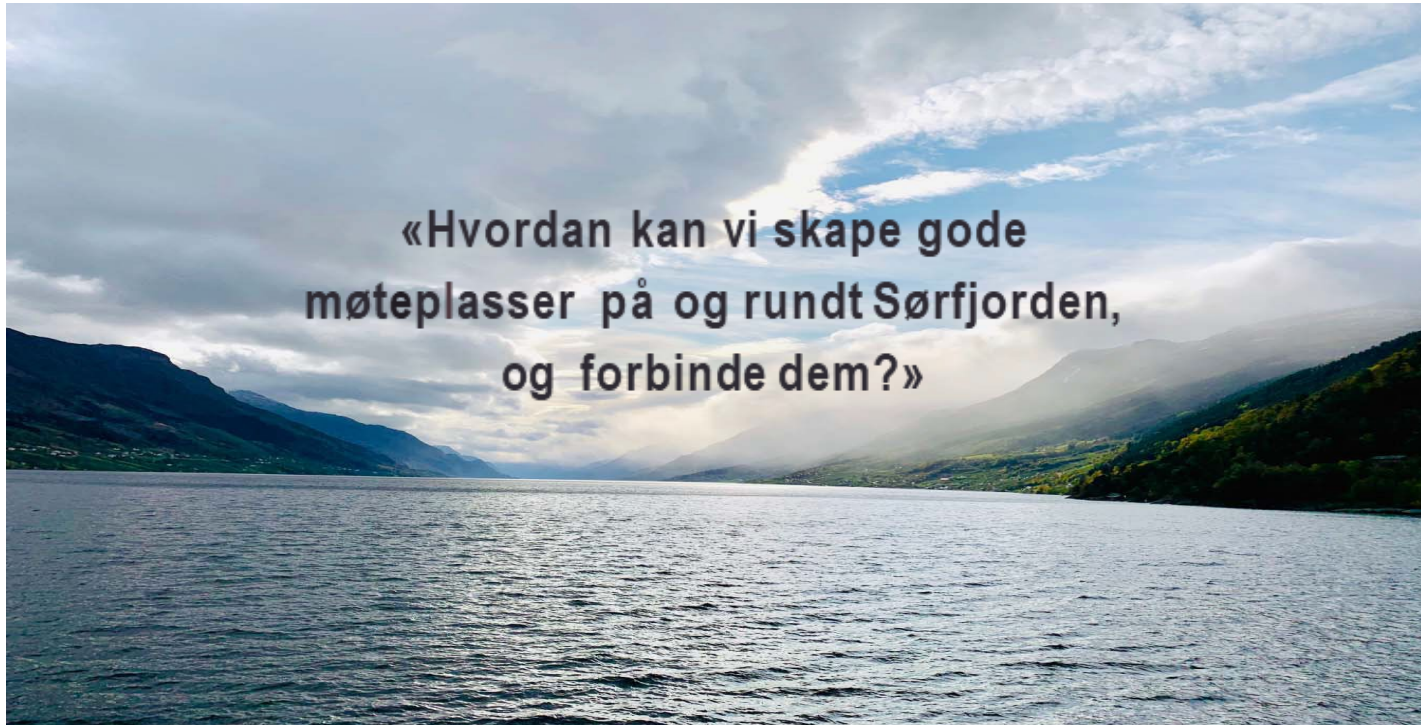 «Hvordan kan vi skape gode
møteplasser på og rundt Sørfjorden,
og forbinde dem?»